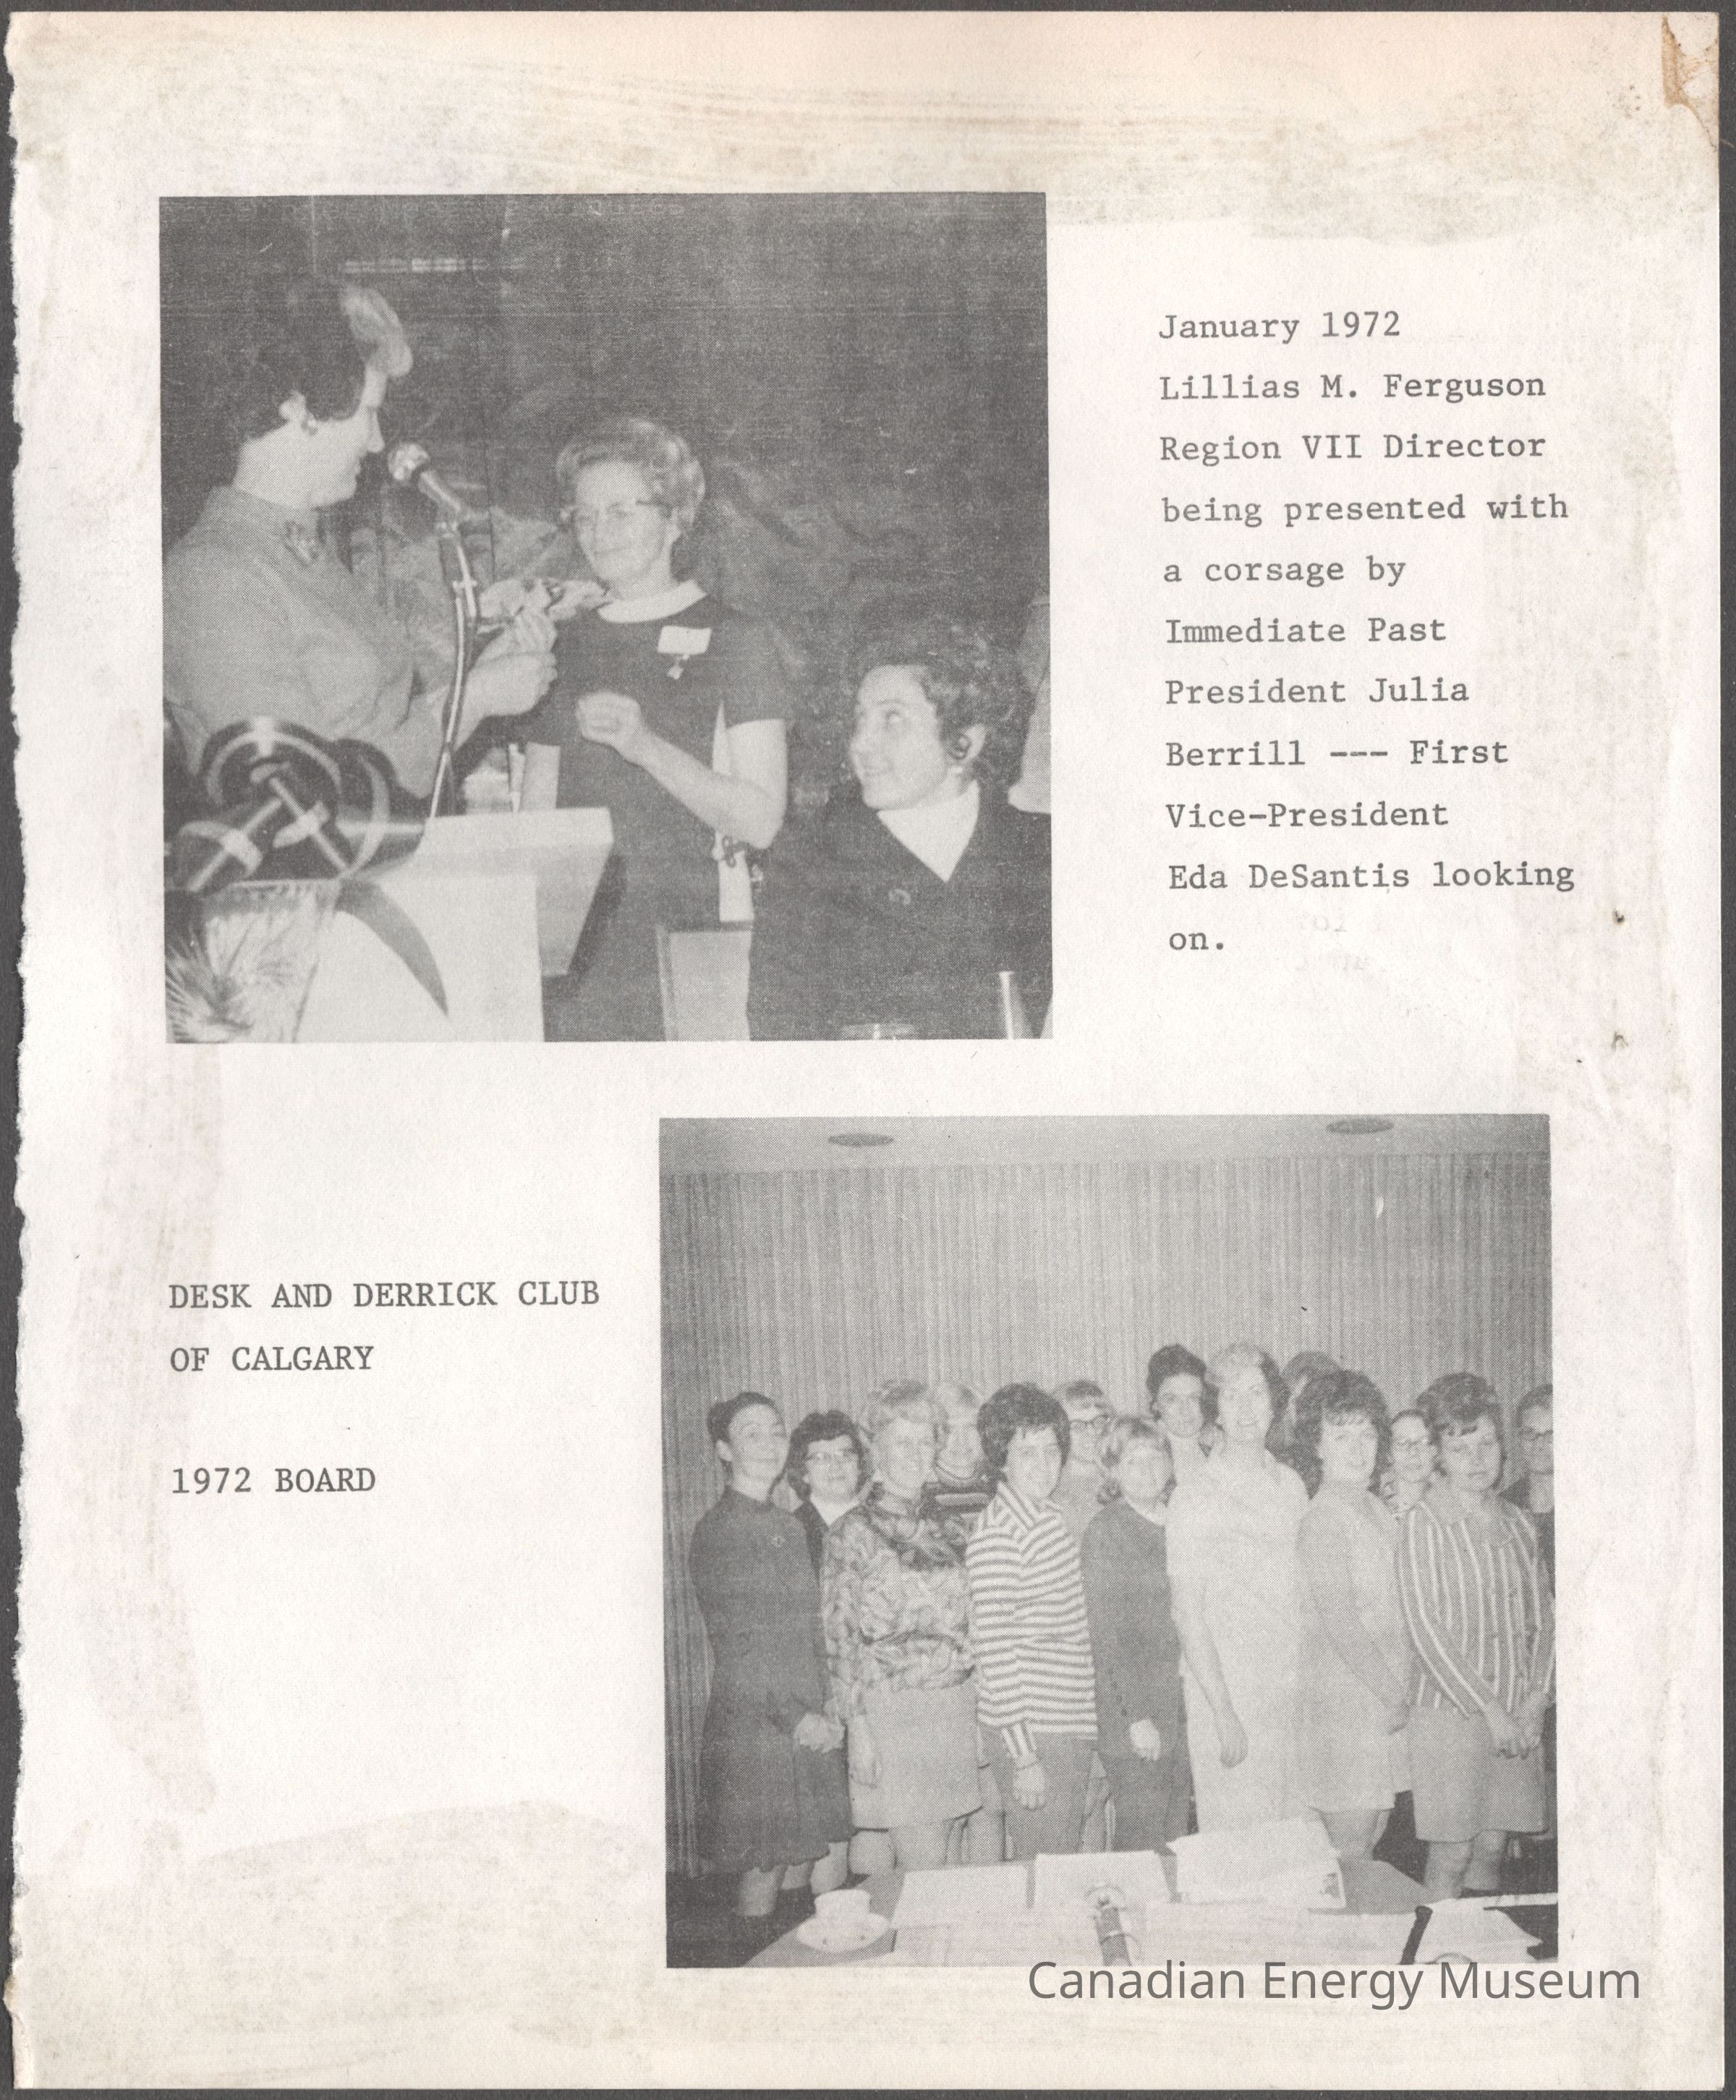 January 1972
Lillias M. Ferguson
Region VII Director
being presented with
a corsage by
Immediate Past
President Julia
Berrill --- First
Vice-President
Eda DeSantis looking
on.
DESK AND DERRICK CLUB
OF CALGARY
1972 BOARD
Canadian Energy Museum